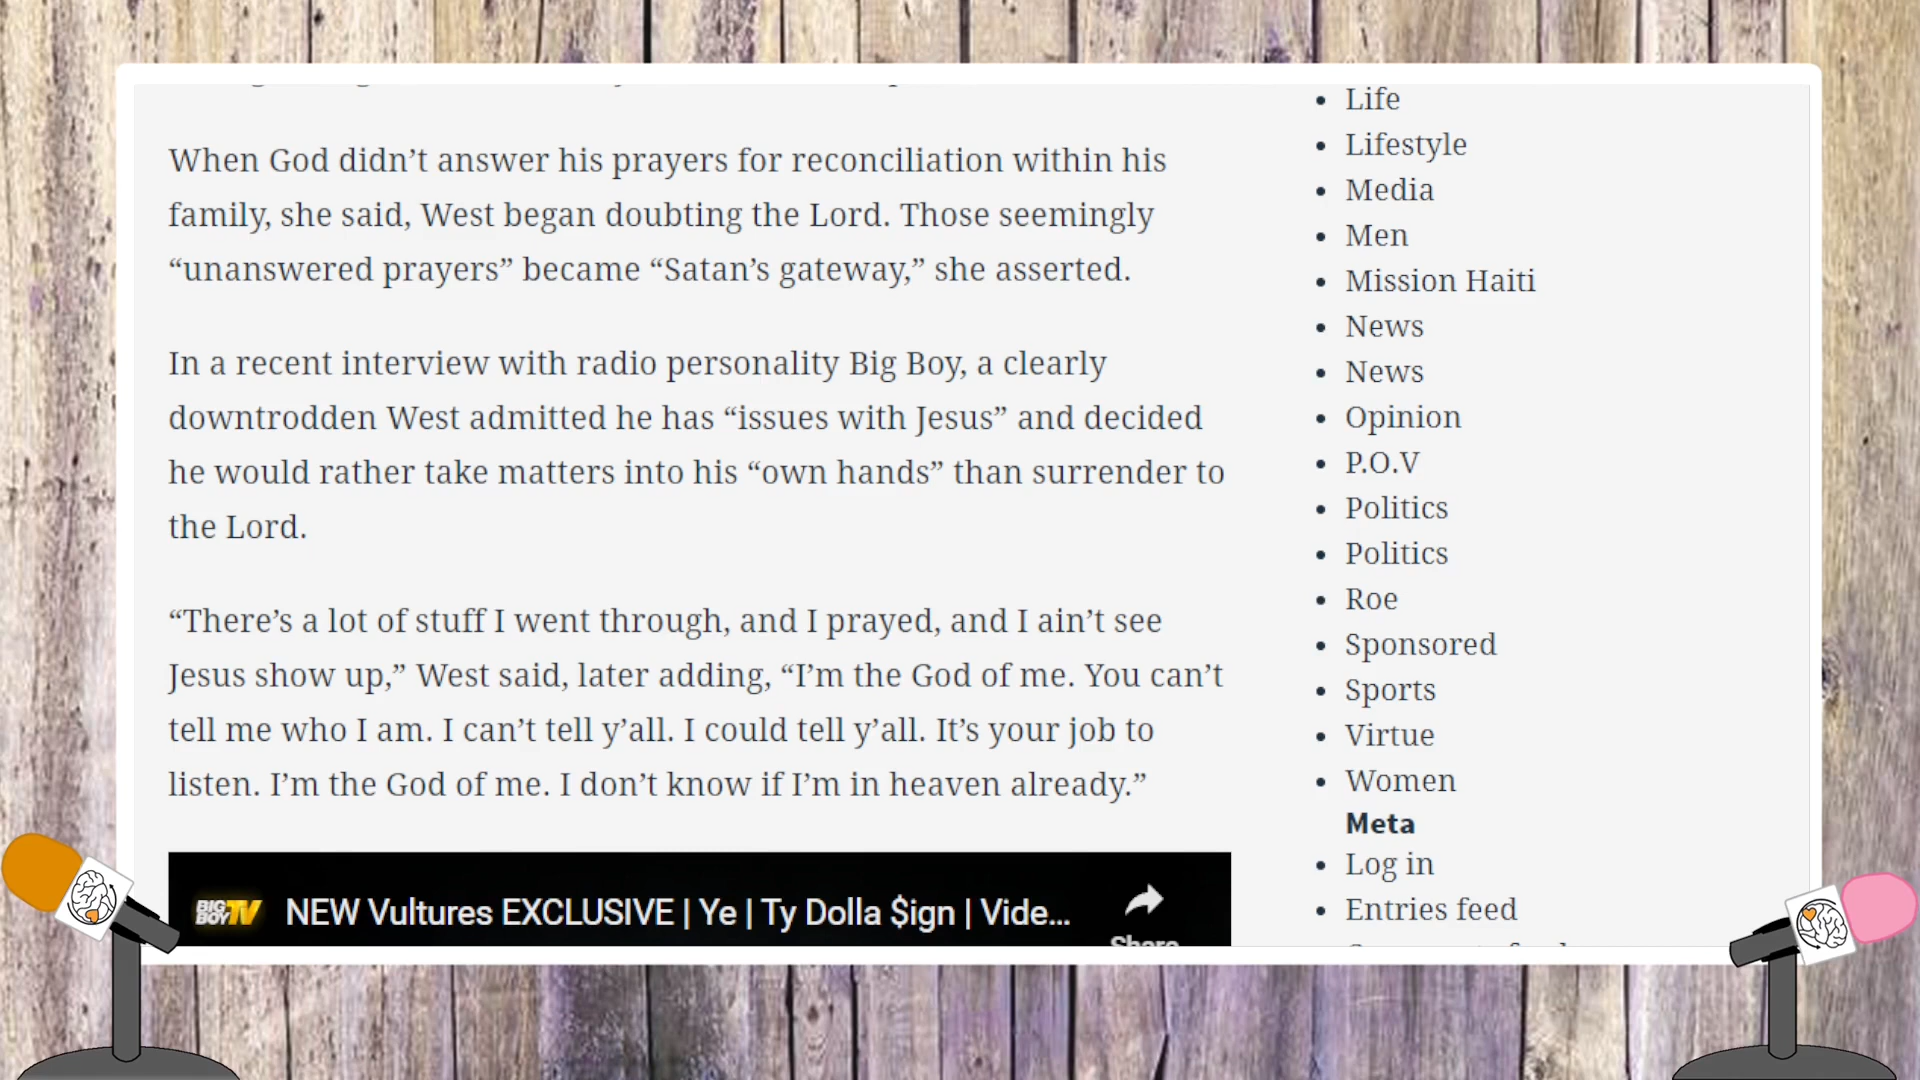 When God didn’t answer his prayers for reconciliation within his
family, she said, West began doubting the Lord. Those seemingly
“unanswered prayers” became “Satan’s gateway,” she asserted.
In a recent interview with radio personality Big Boy, a clearly
downtrodden West admitted he has “issues with Jesus” and decided
he would rather take matters into his “own hands” than surrender to
the Lord.
“There’s a lot of stuff I went through, and I prayed, and I ain’t see
Jesus show up,” West said, later adding, “I’m the God of me. You can’t
tell me who I am. I can’t tell y’all. I could tell y’all. It’s your job to
listen. I’m the God of me. I don’t know if I’m in heaven already.”
BIG
BOYTV
NEW Vultures EXCLUSIVE | Ye | Ty Dolla $ign | Vide...
Share
Life
Lifestyle
Media
Men
Mission Haiti
News
News
Opinion
P.O.V
Politics
Politics
Roe
Sponsored
Sports
Virtue
Women
Meta
Log in
Entries feed